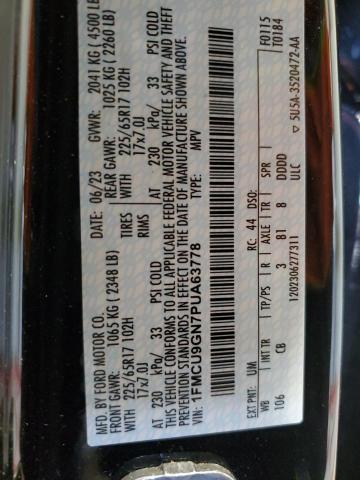 MFD. BY FORD MOTOR CO.
06/23 GVWR: 2041 KG ( 4500 LB
FRONT GAWR: 1065 KG ( 2348 LB) REAR GAWR: 1025 KG ( 2260 LB)
WITH 225/65R17 102H TIRES WITH 225/65R17 102H
17x7.0J RIMS 17x7.0J
AT 230 kPa/ 33 PSI COLD AT 230 kPa/ 33 PSI COLD
THIS VEHICLE CONFORMS TO ALL APPLICABLE FEDERAL MOTOR VEHICLE SAFETY AND THEFT
PREVENTION STANDARDS IN EFFECT ON THE DATE OF MANUFACTURE SHOWN ABOVE.
VIN: 1FMCU9GN7PUA63778 TYPE: MPV
F0115
T0184
EXT.PNT: UM RC: 44 DSO:
WB INT TR TP/PS R AXLE TR SPR
106 CB 3 B1 8 DDDD
1202306277311 ULC
5U5A-3520472-AA